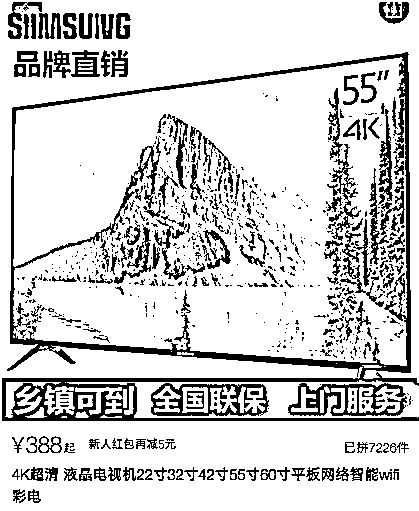 SAMSUNG
品牌直销
55"
4K
乡镇可到 全国联保 上门服务
¥388起 新人红包再减5元 已拼7226件
4K超清 液晶电视机22寸32寸42寸55寸60寸平板网络智能wifi
彩电